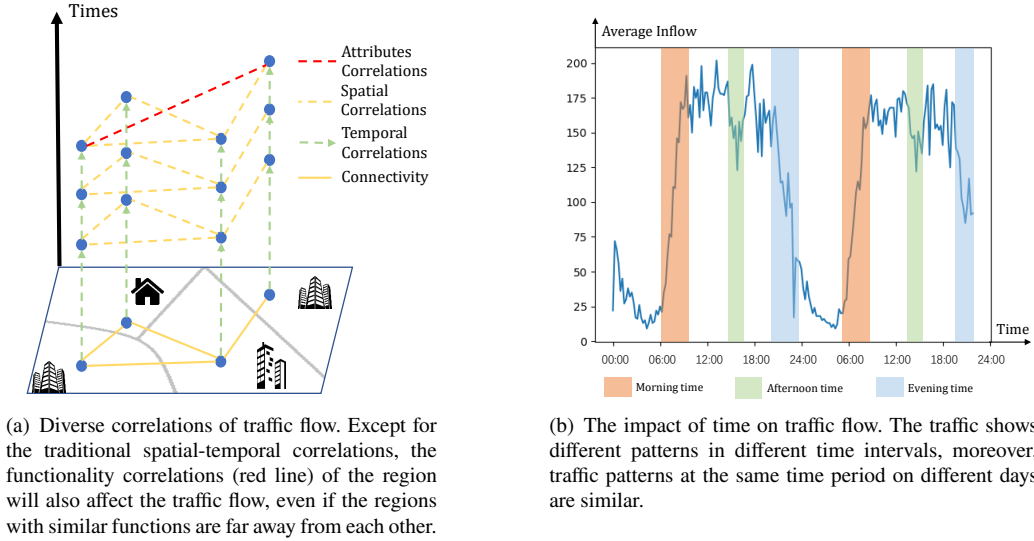 Times
Attributes
Correlations
Spatial
Correlations
Temporal
Correlations
Connectivity
(a) Diverse correlations of traffic flow. Except for
the traditional spatial-temporal correlations, the
functionality correlations (red line) of the region
will also affect the traffic flow, even if the regions
with similar functions are far away from each other.
Average Inflow
200
175
150
125
100
75
50
25
0
Time
00:00 06:00 12:00 18:00 24:00 06:00 12:00 18:00 24:00
Morning time Afternoon time Evening time
(b) The impact of time on traffic flow. The traffic shows
different patterns in different time intervals, moreover,
traffic patterns at the same time period on different days
are similar.